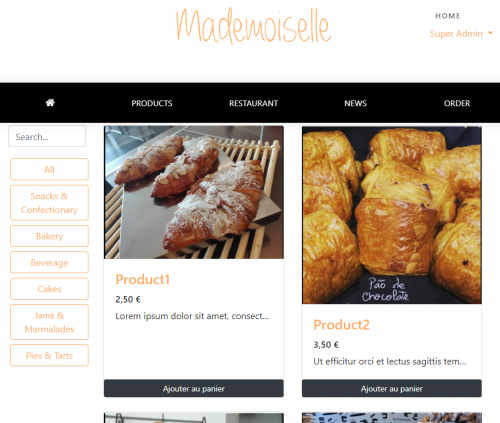 Mademoiselle
HOME
Super Admin
PRODUCTS
RESTAURANT
NEWS
ORDER
Search...
All
Snacks &
Confectionary
Bakery
Beverage
Cakes
Jams &
Marmalades
Pies & Tarts
Product1
2,50 €
Lorem ipsum dolor sit amet, consect...
Ajouter au panier
Pão de
chocolate
Product2
3,50 €
Ut efficitur orci et lectus sagittis tem...
Ajouter au panier